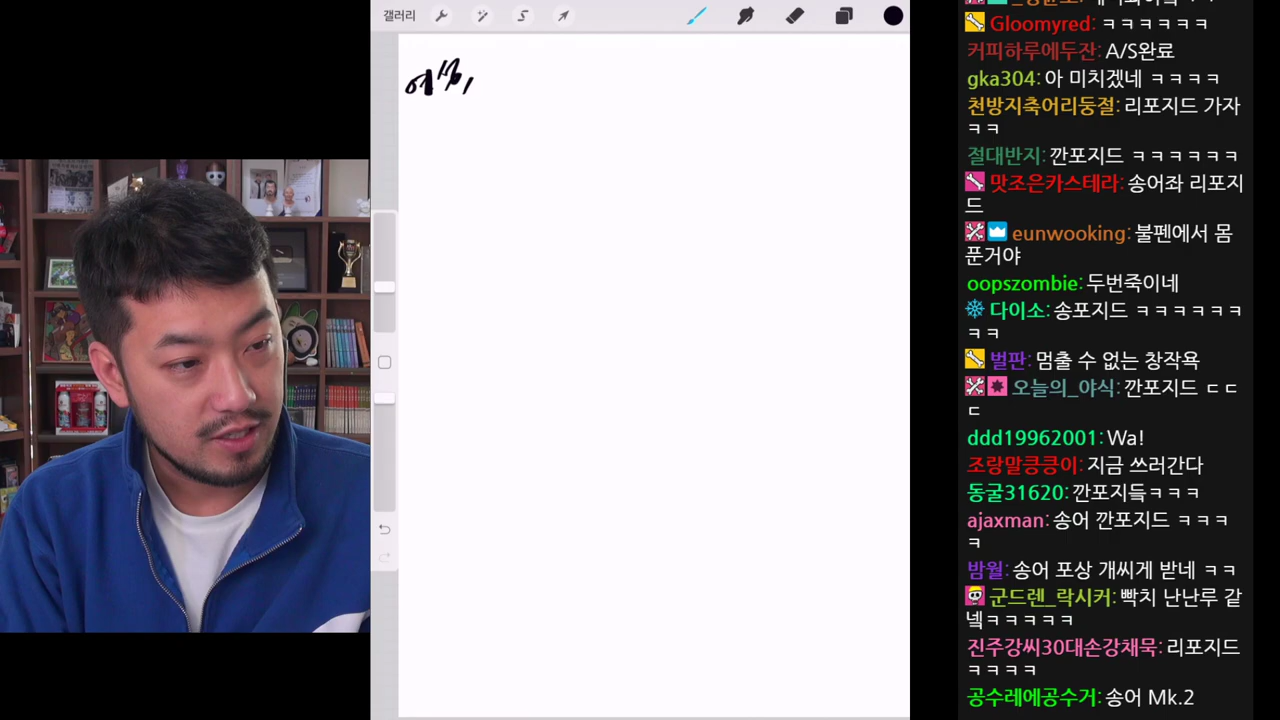 갤러리
Gloomyred: ㅋㅋㅋㅋㅋㅋ
커피하루에두잔: A/S완료
gka304: 아 미치겠네 ㅋㅋㅋㅋ
천방지축어리둥절: 리포지드 가자
ㅋㅋ
절대반지: 깐포지드 ㅋㅋㅋㅋㅋㅋ
맛조은카스테라: 송어좌 리포지
드
eunwooking: 불펜에서 몸
푼거야
oopszombie: 두번죽이네
다이소: 송포지드 ㅋㅋㅋㅋㅋㅋ
ㅋㅋ
벌판: 멈출 수 없는 창작욕
오늘의_야식: 깐포지드 ㄷㄷ
ㄷ
ddd19962001: Wa!
조랑말킁킁이: 지금 쓰러간다
동굴31620: 깐포지듴ㅋㅋㅋ
ajaxman: 송어 깐포지드 ㅋㅋㅋ
ㅋ
밤월: 송어 포상 개씨게 받네 ㅋㅋ
군드렌_락시커: 빡치 난난루 같
넼ㅋㅋㅋㅋㅋ
진주강씨30대손강채묵: 리포지드
ㅋㅋㅋㅋ
공수레에공수거: 송어 Mk.2